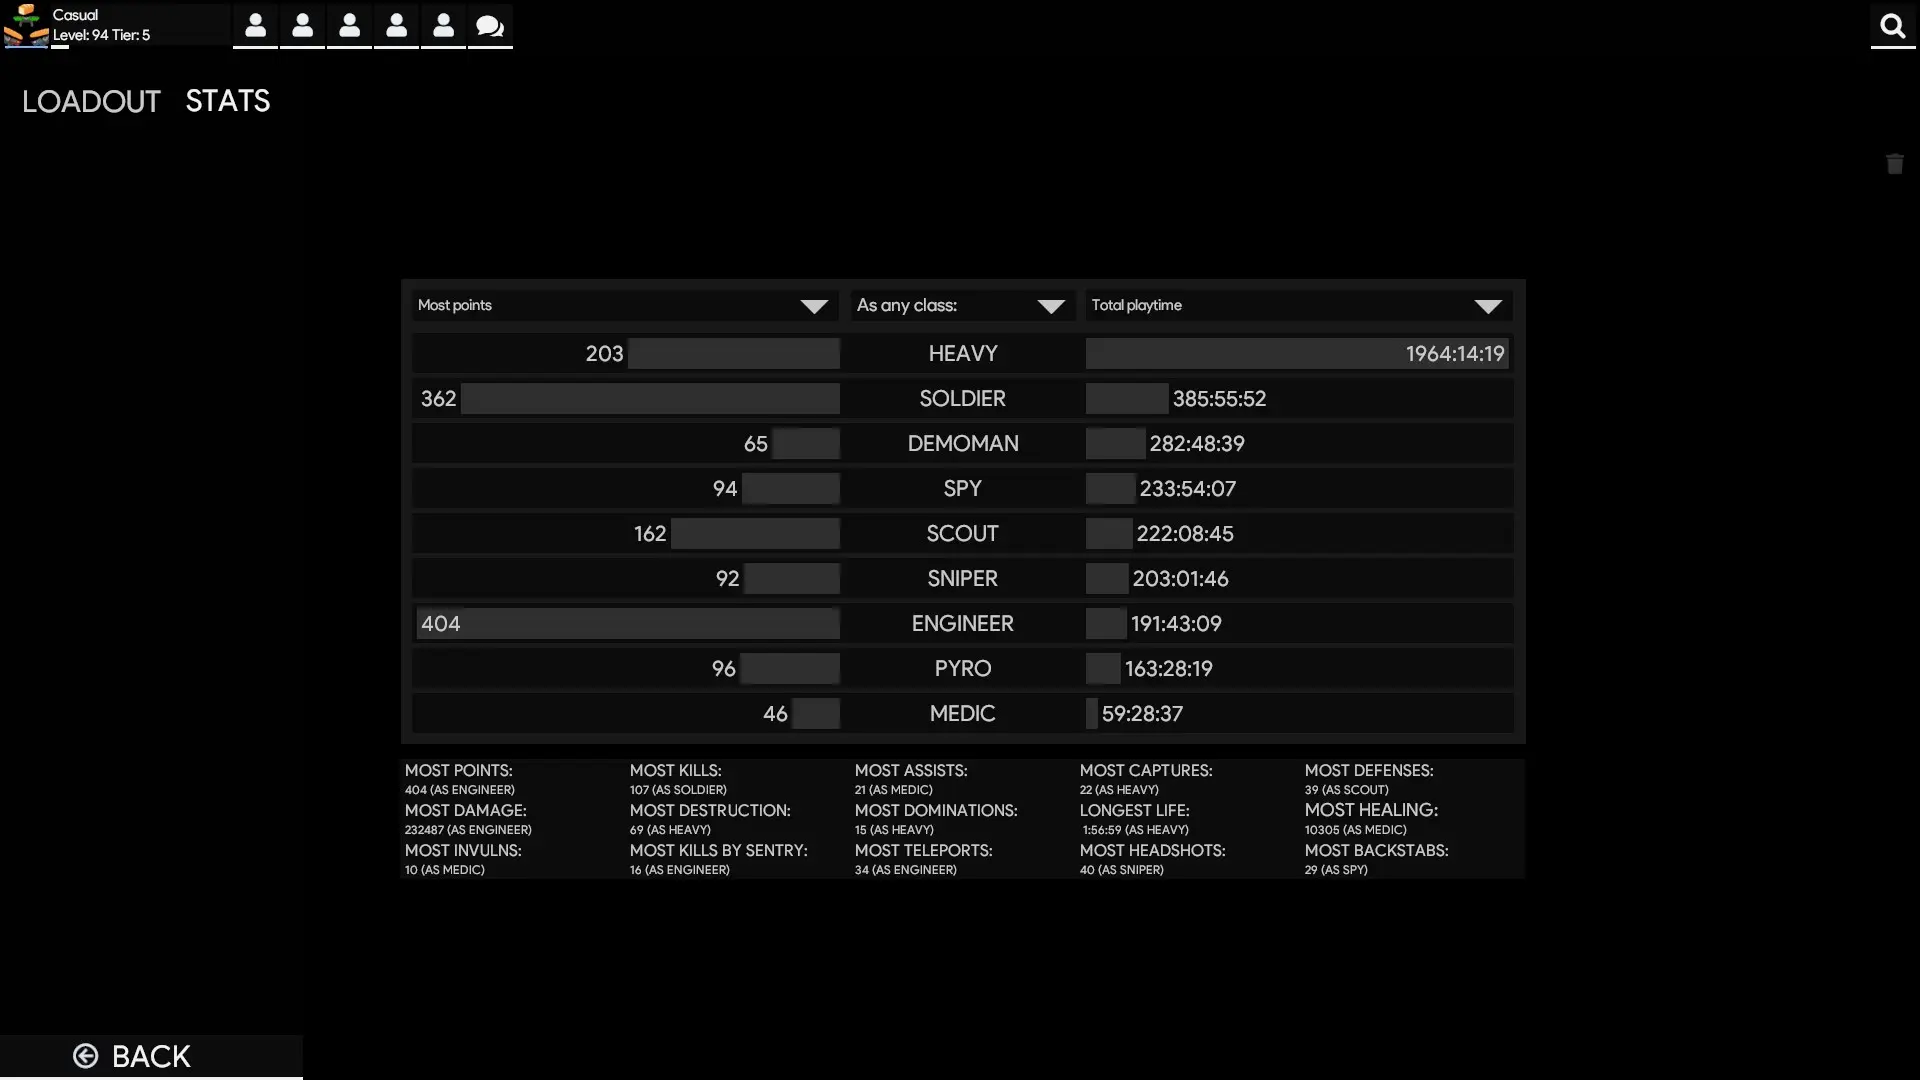 Casual
Level: 94 Tier: 5
LOADOUT STATS
Most points As any class: Total playtime
203 HEAVY 1964:14:19
362 SOLDIER 385:55:52
65 DEMOMAN 282:48:39
94 SPY 233:54:07
162 SCOUT 222:08:45
92 SNIPER 203:01:46
404 ENGINEER 191:43:09
96 PYRO 163:28:19
46 MEDIC 59:28:37
MOST POINTS: MOST KILLS: MOST ASSISTS: MOST CAPTURES: MOST DEFENSES:
404 (AS ENGINEER) 107 (AS SOLDIER) 21 (AS MEDIC) 22 (AS HEAVY) 39 (AS SCOUT)
MOST DAMAGE: MOST DESTRUCTION: MOST DOMINATIONS: LONGEST LIFE: MOST HEALING:
232487 (AS ENGINEER) 69 (AS HEAVY) 15 (AS HEAVY) 1:56:59 (AS HEAVY) 10305 (AS MEDIC)
MOST INVULNS: MOST KILLS BY SENTRY: MOST TELEPORTS: MOST HEADSHOTS: MOST BACKSTABS:
10 (AS MEDIC) 16 (AS ENGINEER) 34 (AS ENGINEER) 40 (AS SNIPER) 29 (AS SPY)
BACK